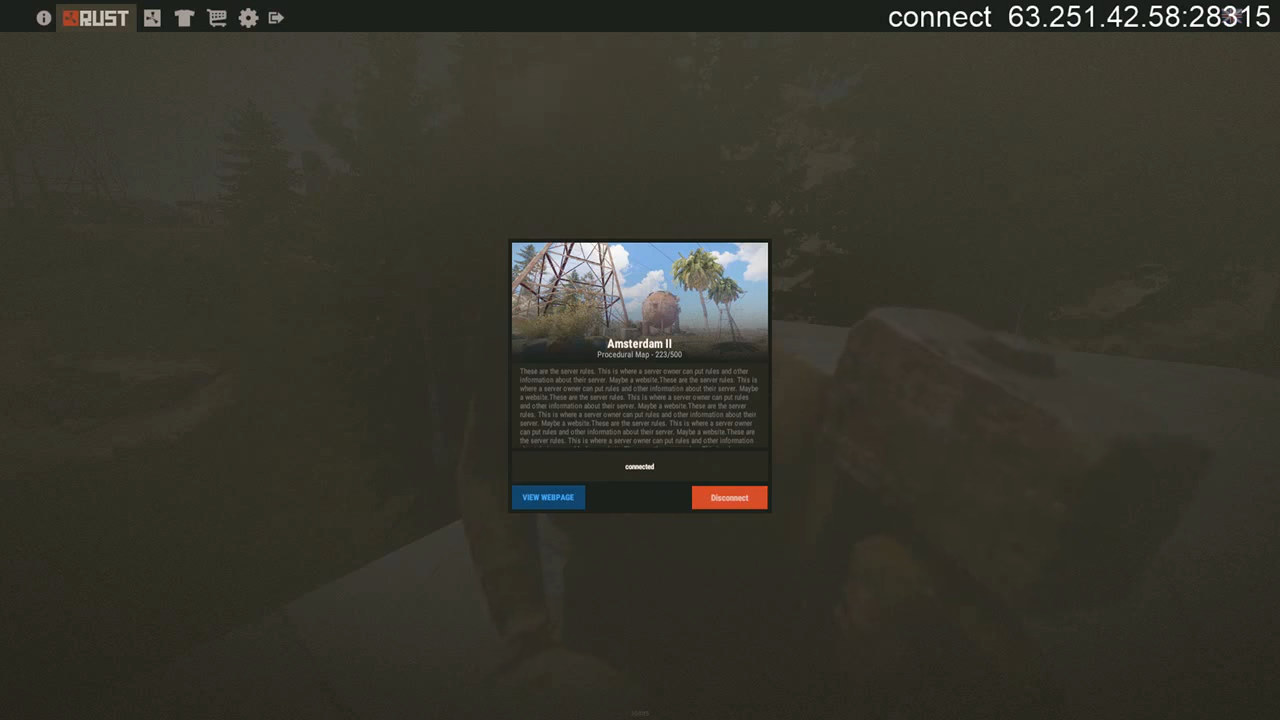 RUST
connect 63.251.42.58:28315
Amsterdam II
Procedural Map - 223/500
These are the server rules. This is where a server owner can put rules and other
information about their server. Maybe a website.These are the server rules. This is
where a server owner can put rules and other information about their server. Maybe
a website.These are the server rules. This is where a server owner can put rules
and other information about their server. Maybe a website.These are the server
rules. This is where a server owner can put rules and other information about their
server. Maybe a website.These are the server rules. This is where a server owner
can put rules and other information about their server. Maybe a website.These are
the server rules. This is where a server owner can put rules and other information
connected
VIEW WEBPAGE
Disconnect